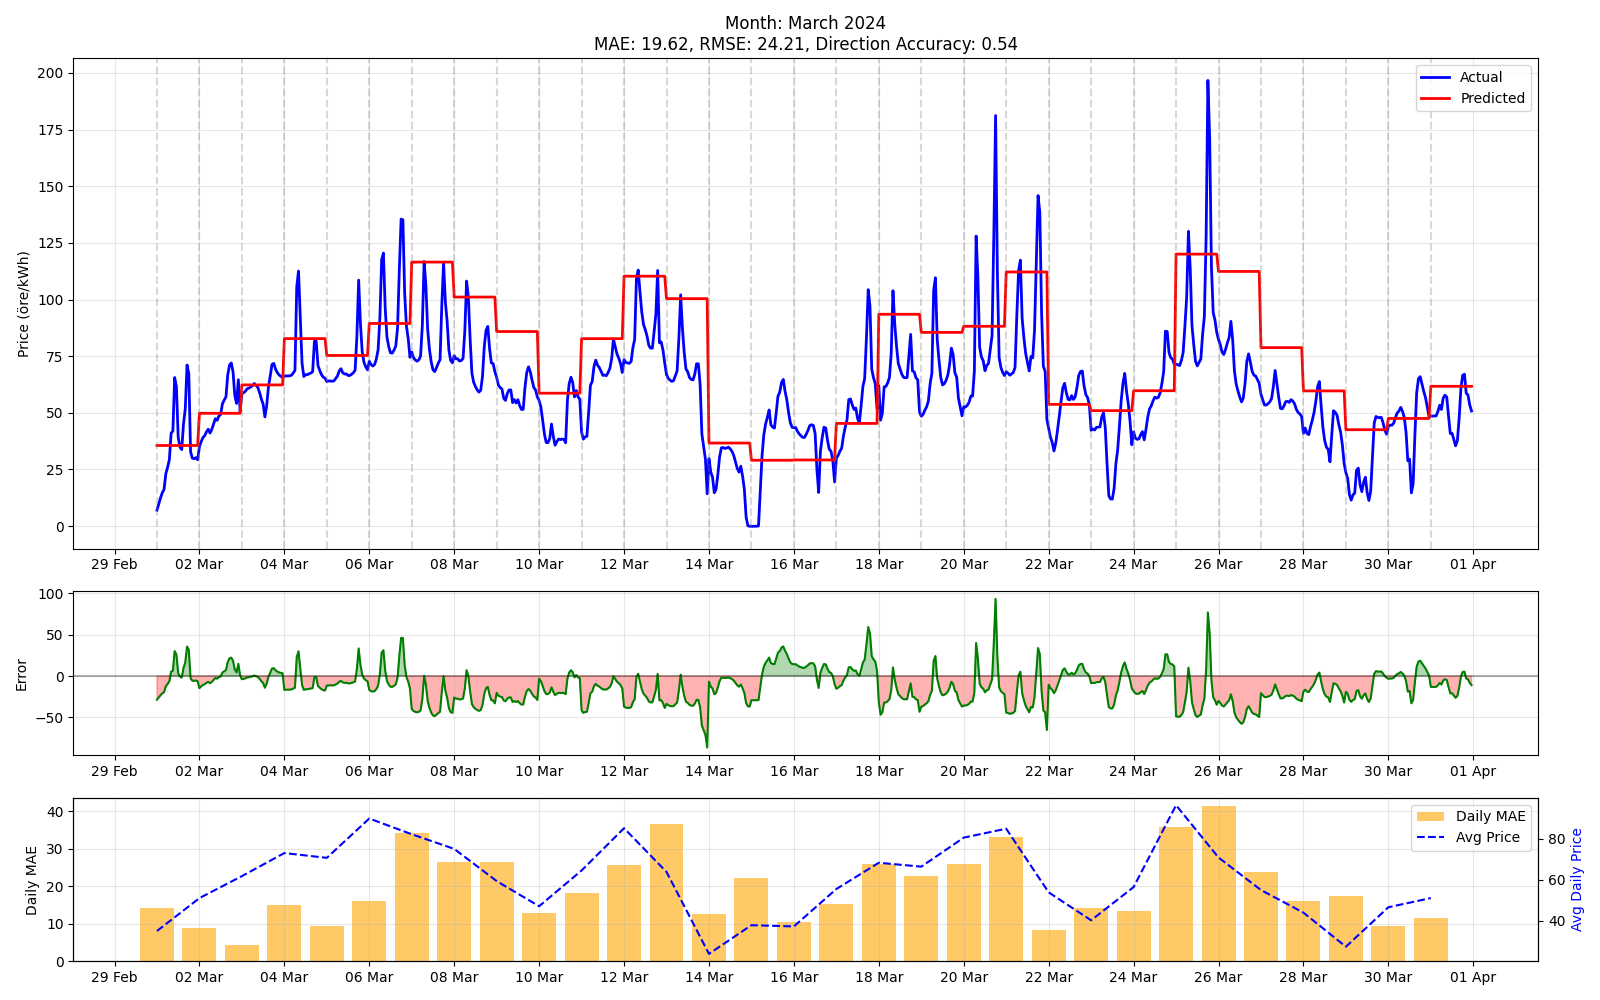 Month: March 2024
MAE: 19.62, RMSE: 24.21, Direction Accuracy: 0.54
Price (öre/kWh)
200
175
150
125
100
75
50
25
0
Actual
Predicted
29 Feb 02 Mar 04 Mar 06 Mar 08 Mar 10 Mar 12 Mar 14 Mar 16 Mar 18 Mar 20 Mar 22 Mar 24 Mar 26 Mar 28 Mar 30 Mar 01 Apr
Error
100
50
0
−50
29 Feb 02 Mar 04 Mar 06 Mar 08 Mar 10 Mar 12 Mar 14 Mar 16 Mar 18 Mar 20 Mar 22 Mar 24 Mar 26 Mar 28 Mar 30 Mar 01 Apr
Daily MAE
40
30
20
10
0
Daily MAE
Avg Price
80
60
40
Avg Daily Price
29 Feb 02 Mar 04 Mar 06 Mar 08 Mar 10 Mar 12 Mar 14 Mar 16 Mar 18 Mar 20 Mar 22 Mar 24 Mar 26 Mar 28 Mar 30 Mar 01 Apr